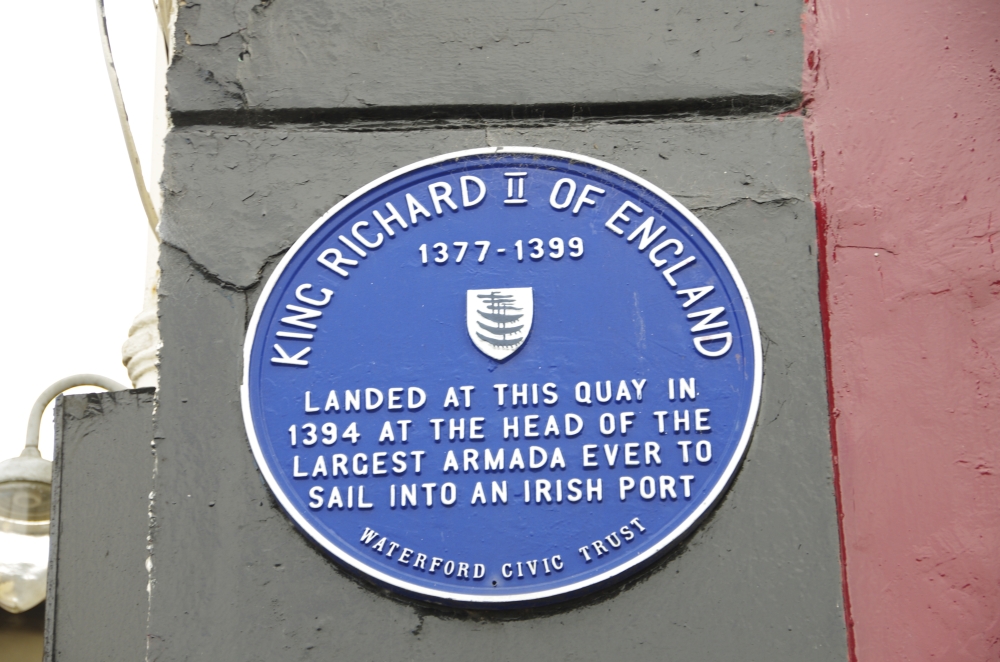 KING RICHARD II OF ENGLAND
1377-1399
LANDED AT THIS QUAY IN
1394 AT THE HEAD OF THE
LARGEST ARMADA EVER TO
SAIL INTO AN IRISH PORT
WATERFORD CIVIC TRUST